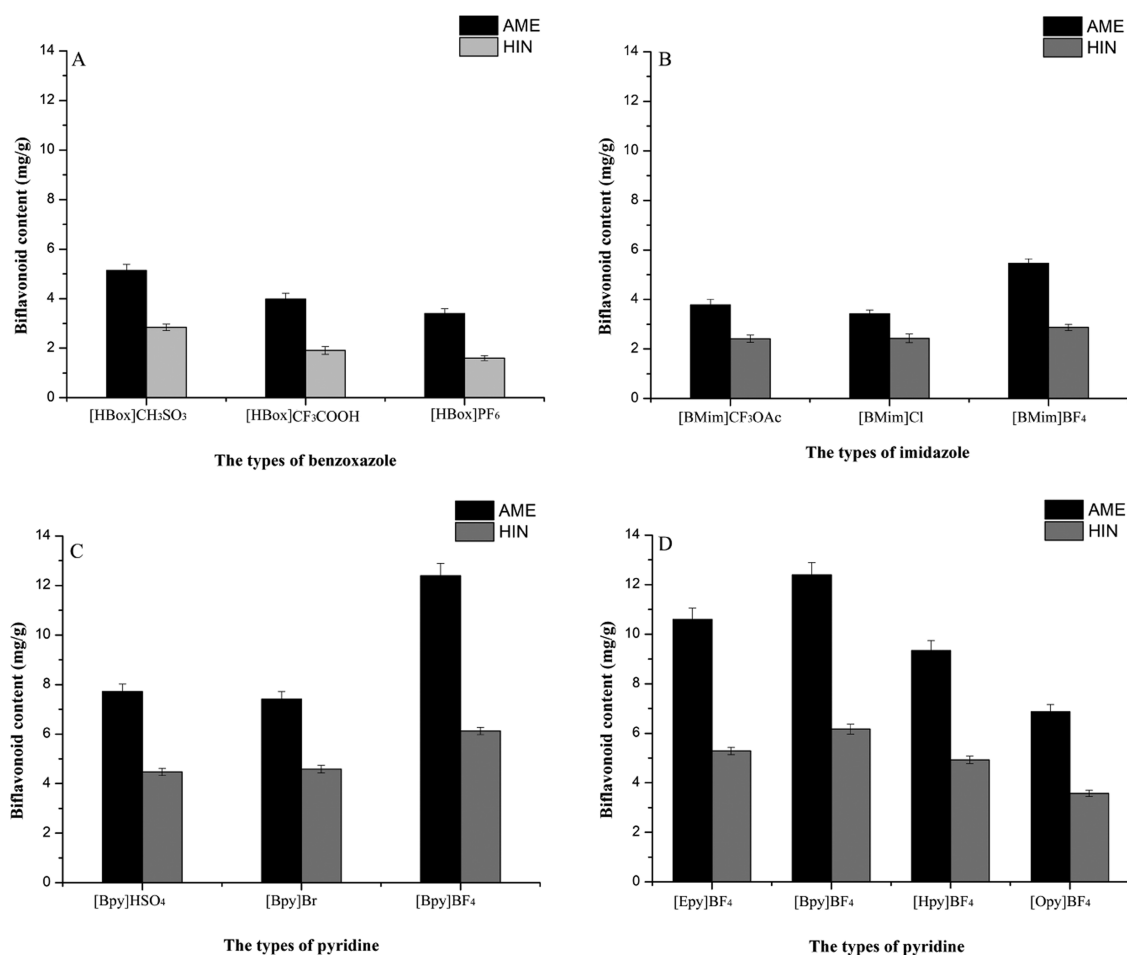 AME
HIN
A
14
12
10
8
6
4
2
0
Biflavonoid content (mg/g)
[HBox]CH₃SO₃
[HBox]CF₃COOH
[HBox]PF₆
The types of benzoxazole
AME
HIN
B
14
12
10
8
6
4
2
0
Biflavonoid content (mg/g)
[BMim]CF₃OAc
[BMim]Cl
[BMim]BF₄
The types of imidazole
AME
HIN
C
14
12
10
8
6
4
2
0
Biflavonoid content (mg/g)
[Bpy]HSO₄
[Bpy]Br
[Bpy]BF₄
The types of pyridine
AME
HIN
D
14
12
10
8
6
4
2
0
Biflavonoid content (mg/g)
[Epy]BF₄
[Bpy]BF₄
[Hpy]BF₄
[Opy]BF₄
The types of pyridine